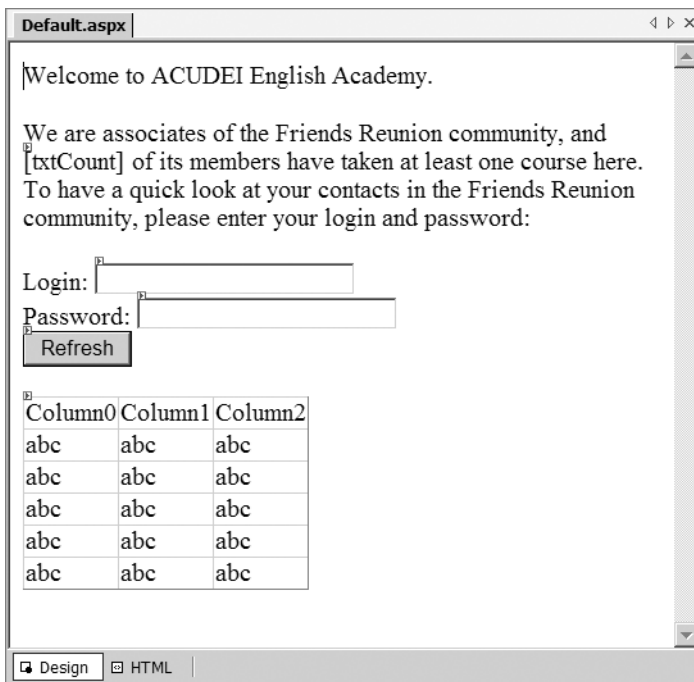 Default.aspx
Welcome to ACUDEI English Academy.
We are associates of the Friends Reunion community, and
[txtCount] of its members have taken at least one course here.
To have a quick look at your contacts in the Friends Reunion
community, please enter your login and password:
Login:
Password:
Refresh
Column0 Column1 Column2
abc abc abc
abc abc abc
abc abc abc
abc abc abc
abc abc abc
Design HTML